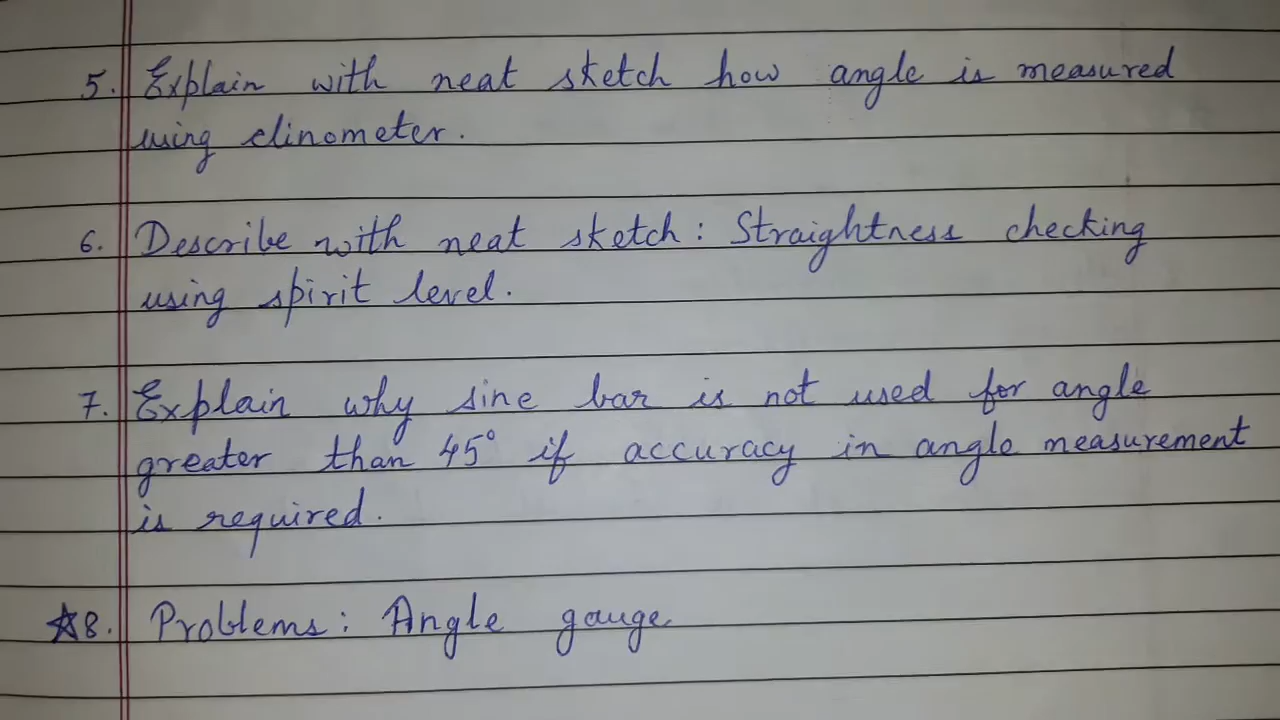 5. Explain with neat sketch how angle is measured
using clinometer.
6. Describe with neat sketch: Straightness checking
using spirit level.
7. Explain why sine bar is not used for angle
greater than 45° if accuracy in angle measurement
is required.
☆8. Problems: Angle gauge